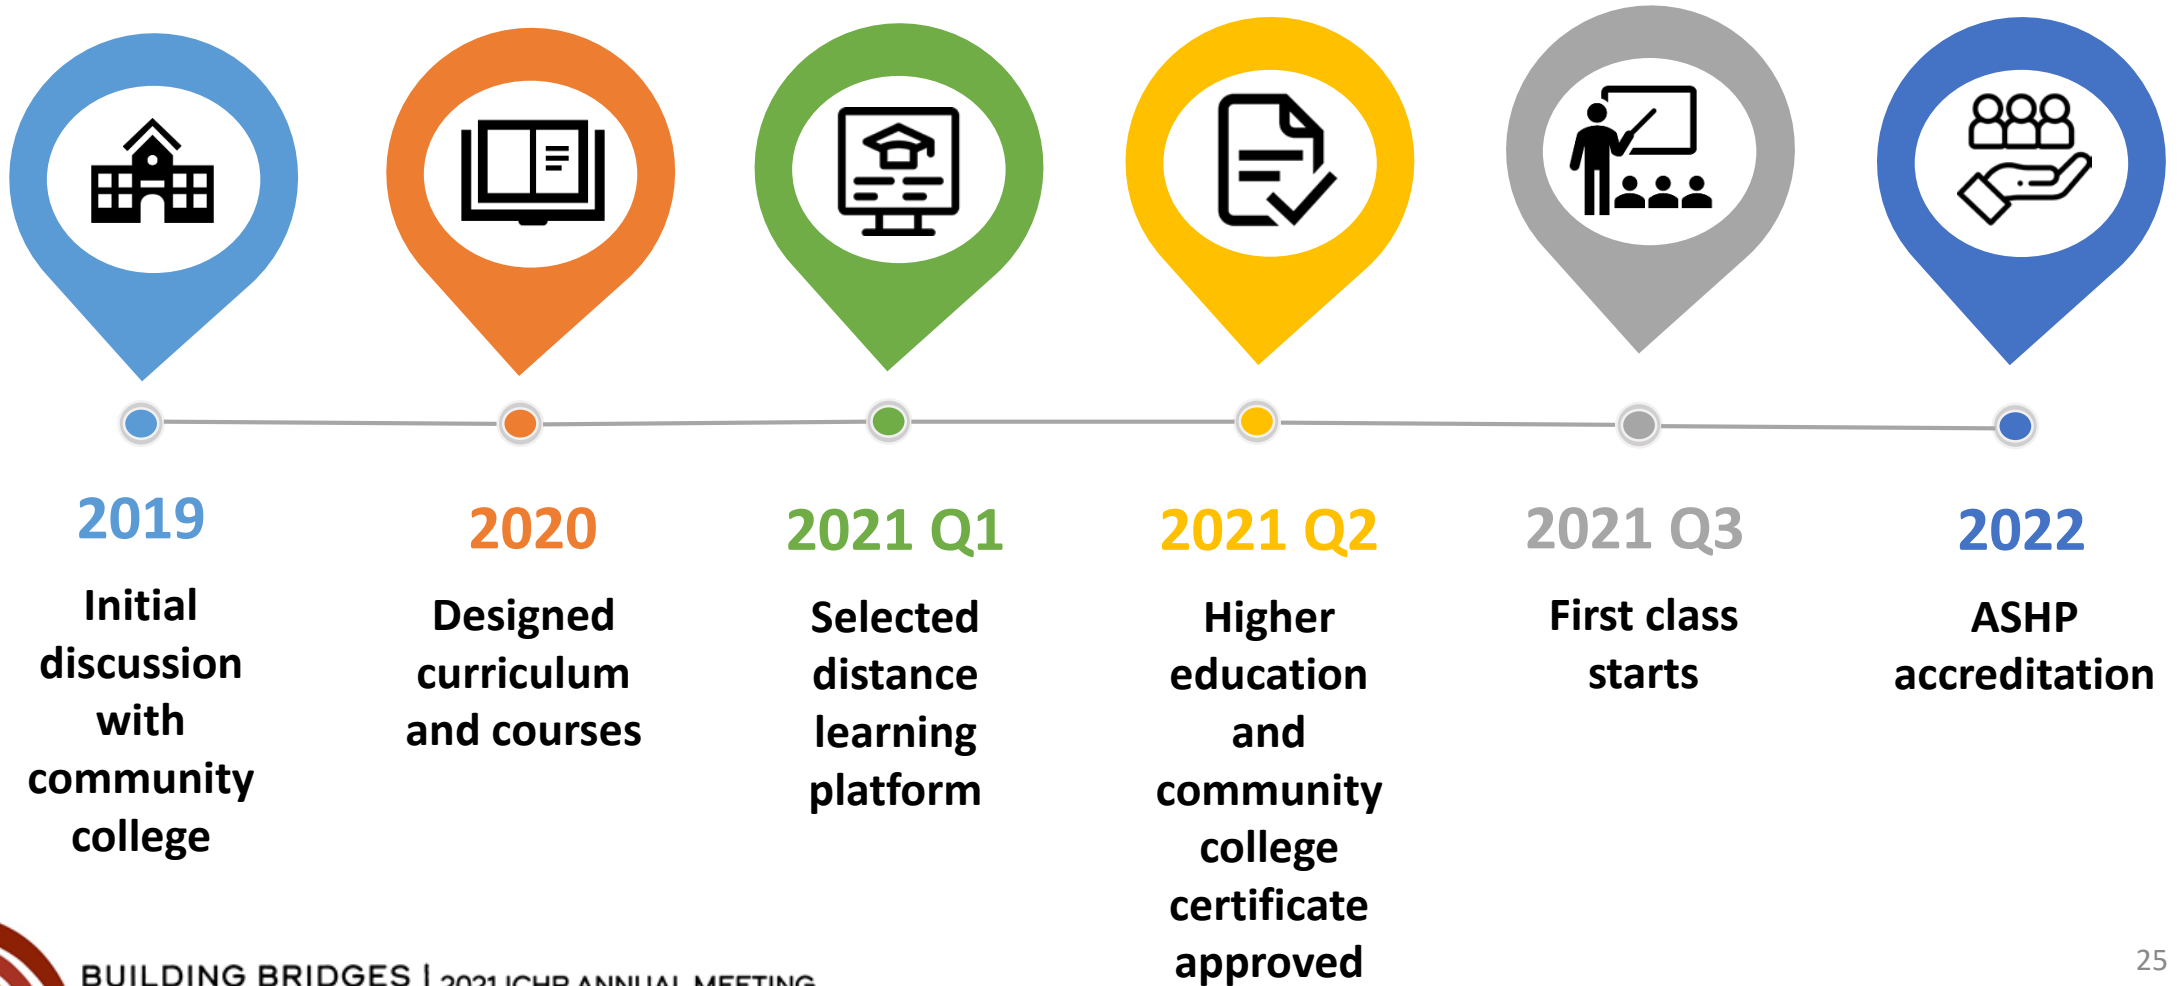 2019
Initial
discussion
with
community
college
2020
Designed
curriculum
and courses
2021 Q1
Selected
distance
learning
platform
2021 Q2
Higher
education
and
community
college
certificate
approved
2021 Q3
First class
starts
2022
ASHP
accreditation
BUILDING BRIDGES | 2021 ICHP ANNUAL MEETING
25